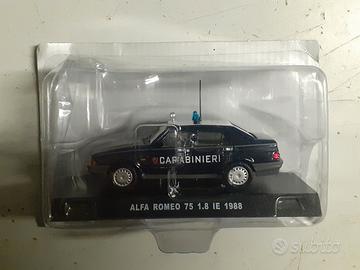 CARABINIERI
ALFA ROMEO 75 1.8 IE 1988
subito